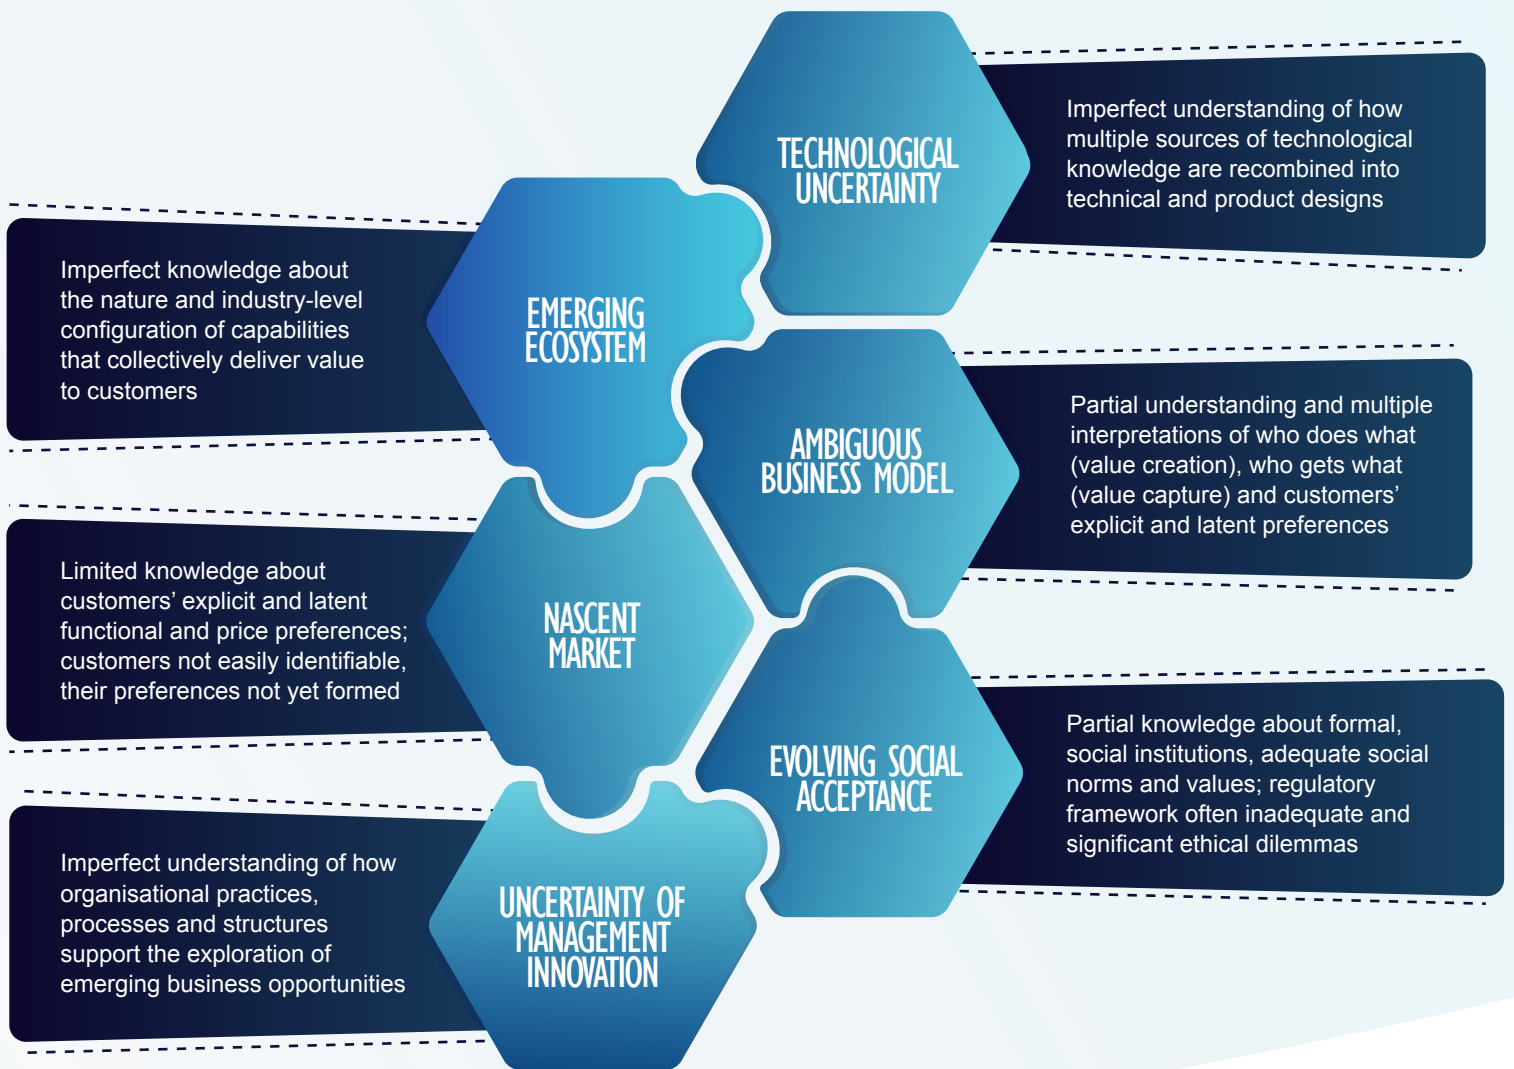 TECHNOLOGICAL
UNCERTAINTY
Imperfect understanding of how
multiple sources of technological
knowledge are recombined into
technical and product designs
Imperfect knowledge about
the nature and industry-level
configuration of capabilities
that collectively deliver value
to customers
EMERGING
ECOSYSTEM
AMBIGUOUS
BUSINESS MODEL
Partial understanding and multiple
interpretations of who does what
(value creation), who gets what
(value capture) and customers’
explicit and latent preferences
Limited knowledge about
customers’ explicit and latent
functional and price preferences;
customers not easily identifiable,
their preferences not yet formed
NASCENT
MARKET
EVOLVING SOCIAL
ACCEPTANCE
Partial knowledge about formal,
social institutions, adequate social
norms and values; regulatory
framework often inadequate and
significant ethical dilemmas
Imperfect understanding of how
organisational practices,
processes and structures
support the exploration of
emerging business opportunities
UNCERTAINTY OF
MANAGEMENT
INNOVATION